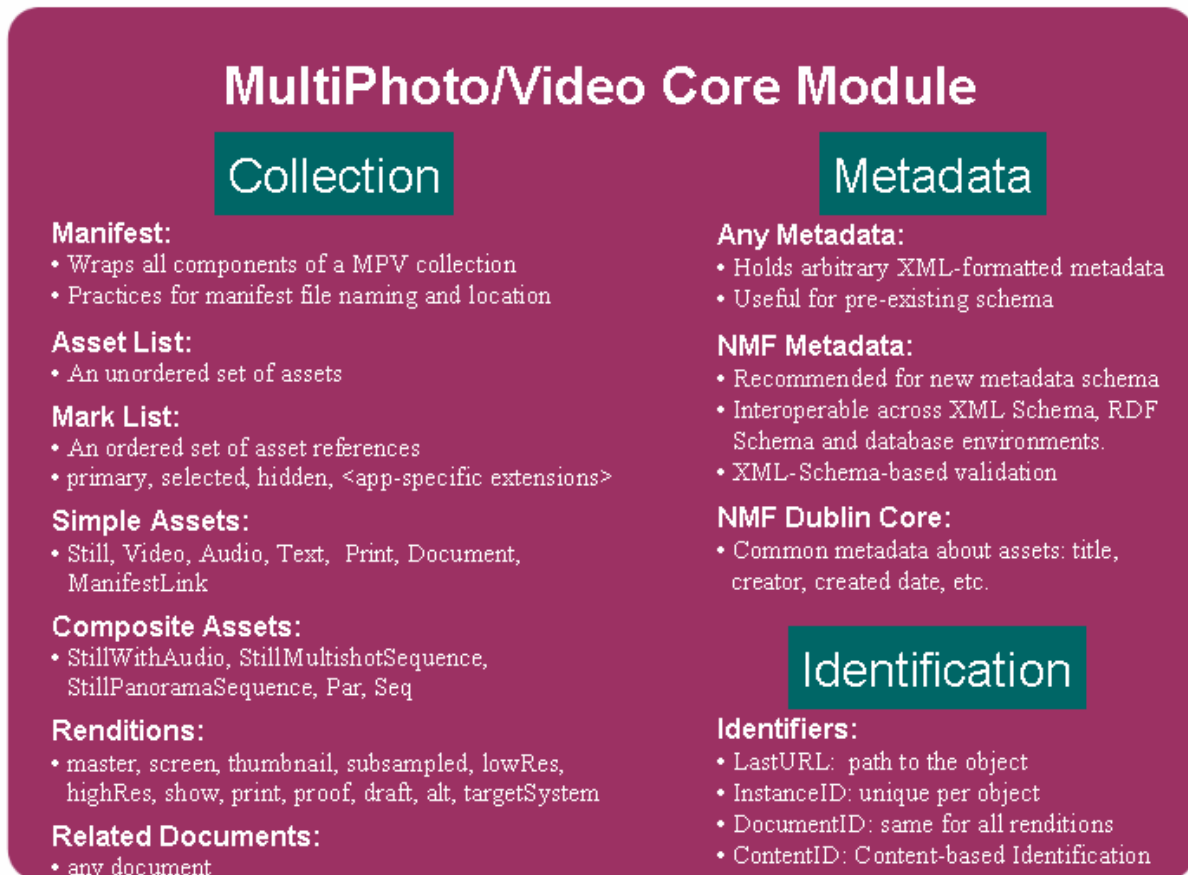 MultiPhoto/Video Core Module
Collection
Manifest:
• Wraps all components of a MPV collection
• Practices for manifest file naming and location
Asset List:
• An unordered set of assets
Mark List:
• An ordered set of asset references
• primary, selected, hidden, <app-specific extensions>
Simple Assets:
• Still, Video, Audio, Text, Print, Document,
ManifestLink
Composite Assets:
• StillWithAudio, StillMultishotSequence,
StillPanoramaSequence, Par, Seq
Renditions:
• master, screen, thumbnail, subsampled, lowRes,
highRes, show, print, proof, draft, alt, targetSystem
Related Documents:
• any document
Metadata
Any Metadata:
• Holds arbitrary XML-formatted metadata
• Useful for pre-existing schema
NMF Metadata:
• Recommended for new metadata schema
• Interoperable across XML Schema, RDF
Schema and database environments.
• XML-Schema-based validation
NMF Dublin Core:
• Common metadata about assets: title,
creator, created date, etc.
Identification
Identifiers:
• LastURL: path to the object
• InstanceID: unique per object
• DocumentID: same for all renditions
• ContentID: Content-based Identification